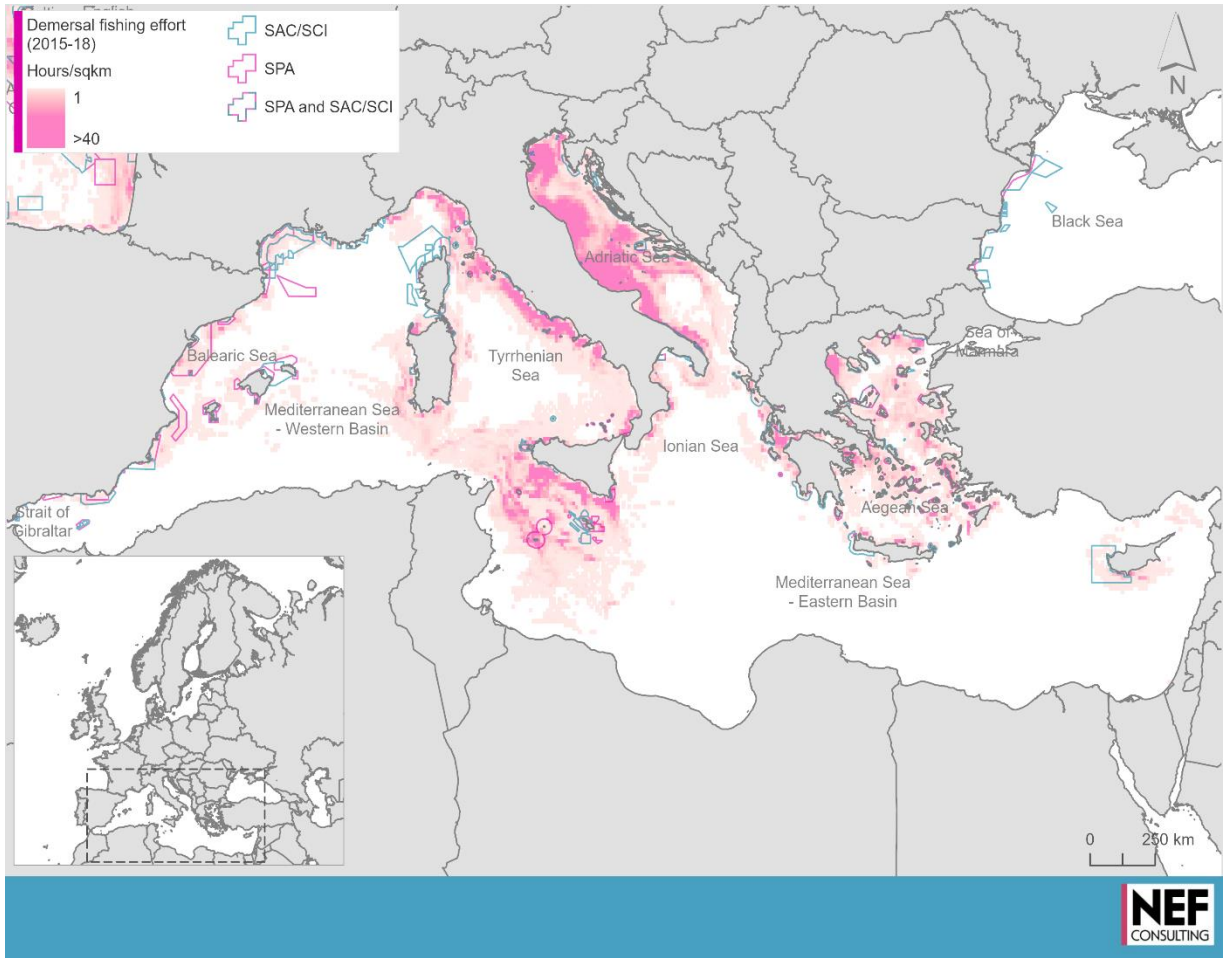 Demersal fishing effort
(2015-18)
Hours/sqkm
1
>40
SAC/SCI
SPA
SPA and SAC/SCI
N
Black Sea
Adriatic Sea
Sea of
Marmara
Balearic Sea
Tyrrhenian
Sea
Mediterranean Sea
- Western Basin
Ionian Sea
Strait of
Gibraltar
Aegean Sea
Mediterranean Sea
- Eastern Basin
0 250 km
NEF
CONSULTING